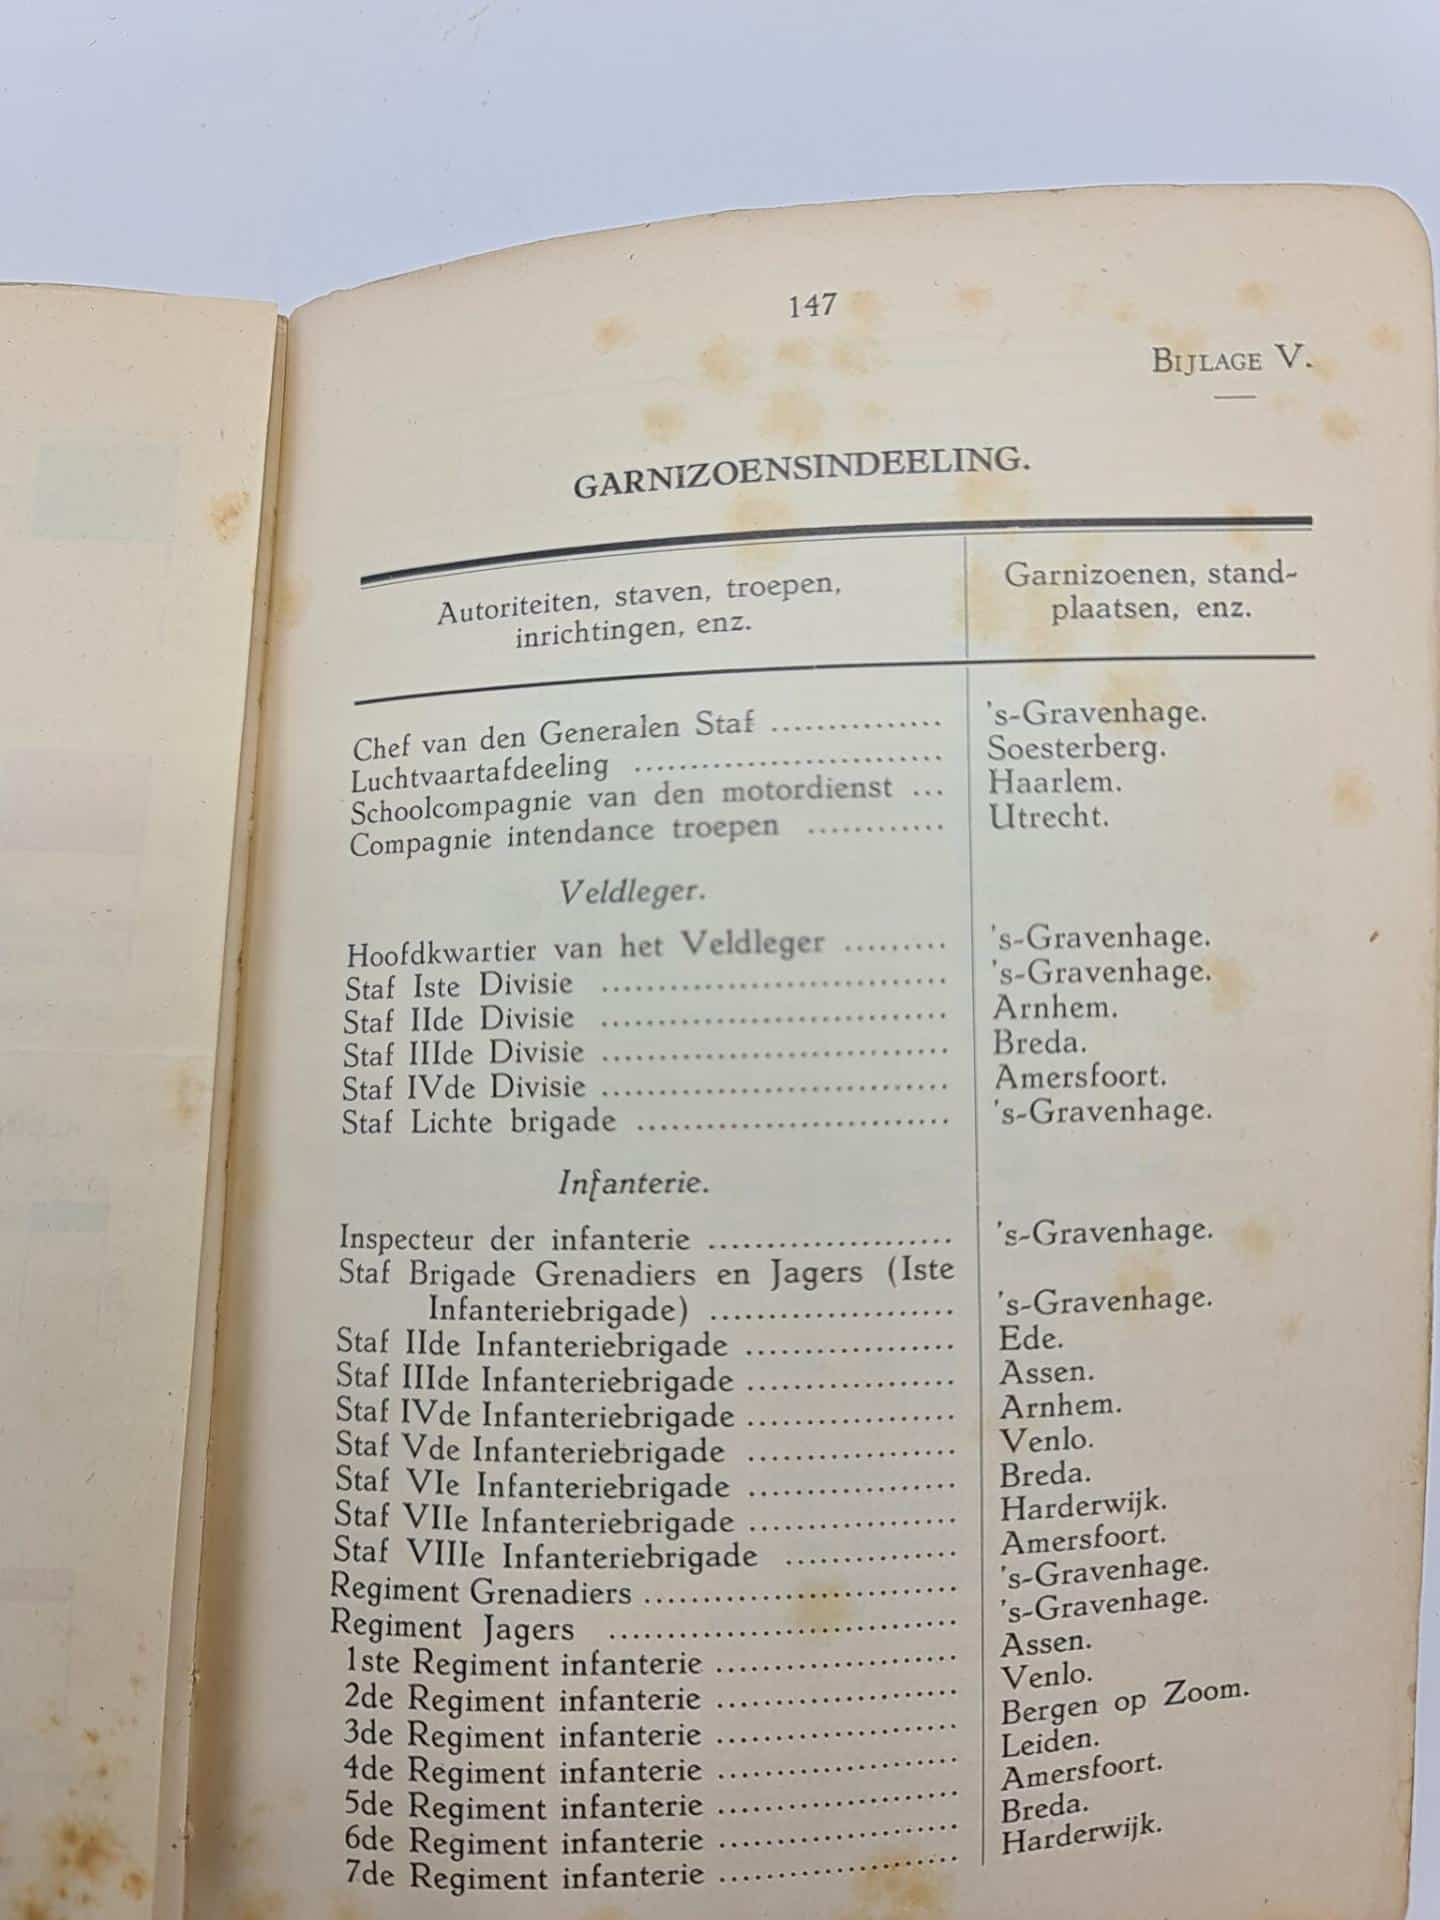 147
BIJLAGE V.
GARNIZOENSINDEELING.
Autoriteiten, staven, troepen, inrichtingen, enz.
Garnizoenen, stand-
plaatsen, enz.
Chef van den Generalen Staf ............... 's-Gravenhage.
Luchtvaartafdeeling ........................... Soesterberg.
Schoolcompagnie van den motordienst ... Haarlem.
Compagnie intendance troepen ............ Utrecht.
Veldleger.
Hoofdkwartier van het Veldleger ......... 's-Gravenhage.
Staf Iste Divisie .............................. 's-Gravenhage.
Staf IIde Divisie .............................. Arnhem.
Staf IIIde Divisie .............................. Breda.
Staf IVde Divisie .............................. Amersfoort.
Staf Lichte brigade ........................... 's-Gravenhage.
Infanterie.
Inspecteur der infanterie ..................... 's-Gravenhage.
Staf Brigade Grenadiers en Jagers (Iste
Infanteriebrigade) ..................... 's-Gravenhage.
Staf IIde Infanteriebrigade .................. Ede.
Staf IIIde Infanteriebrigade .................. Assen.
Staf IVde Infanteriebrigade .................. Arnhem.
Staf Vde Infanteriebrigade .................. Venlo.
Staf VIe Infanteriebrigade .................. Breda.
Staf VIIe Infanteriebrigade .................. Harderwijk.
Staf VIIIe Infanteriebrigade ............... Amersfoort.
Regiment Grenadiers ........................... 's-Gravenhage.
Regiment Jagers .............................. 's-Gravenhage.
1ste Regiment infanterie ..................... Assen.
2de Regiment infanterie ..................... Venlo.
3de Regiment infanterie ..................... Bergen op Zoom.
4de Regiment infanterie ..................... Leiden.
5de Regiment infanterie ..................... Amersfoort.
6de Regiment infanterie ..................... Breda.
7de Regiment infanterie ..................... Harderwijk.